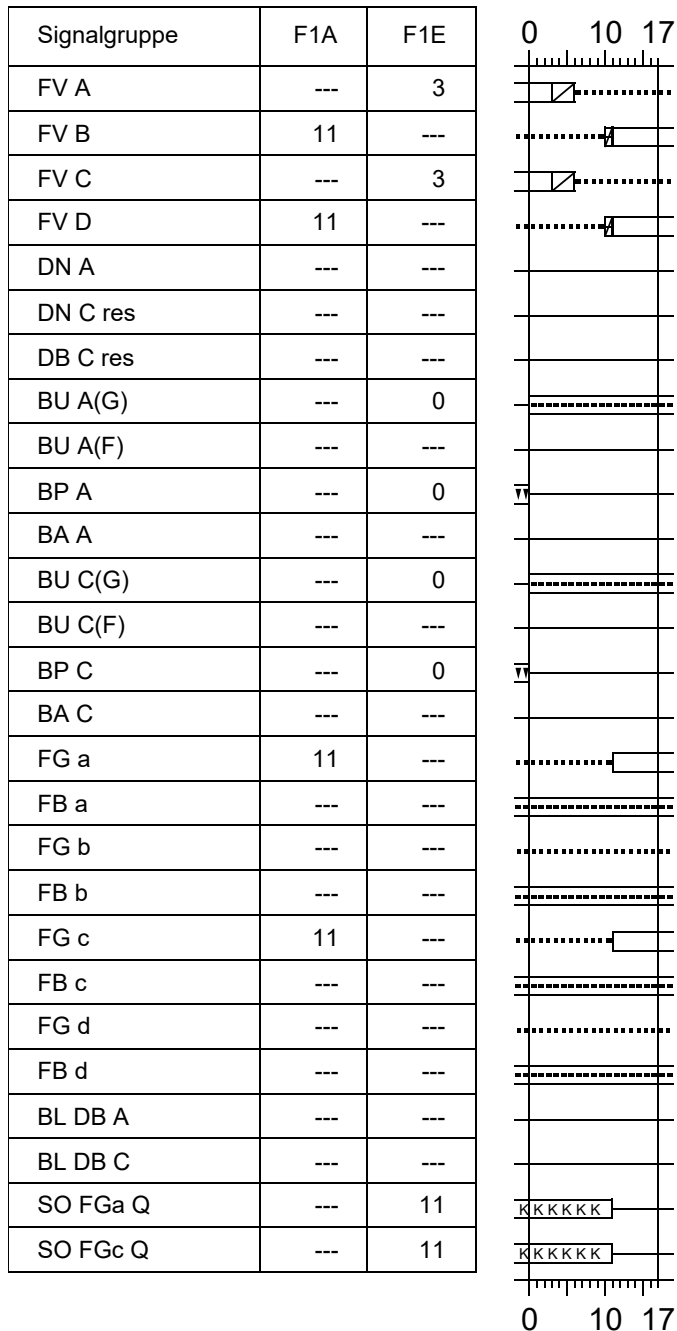 Signalgruppe F1A F1E 0 10 17
FV A --- 3
FV B 11 ---
FV C --- 3
FV D 11 ---
DN A --- ---
DN C res --- ---
DB C res --- ---
BU A(G) --- 0
BU A(F) --- ---
BP A --- 0
BA A --- ---
BU C(G) --- 0
BU C(F) --- ---
BP C --- 0
BA C --- ---
FG a 11 ---
FB a --- ---
FG b --- ---
FB b --- ---
FG c 11 ---
FB c --- ---
FG d --- ---
FB d --- ---
BL DB A --- ---
BL DB C --- ---
SO FGa Q --- 11 K K K K K K
SO FGc Q --- 11 K K K K K K
0 10 17